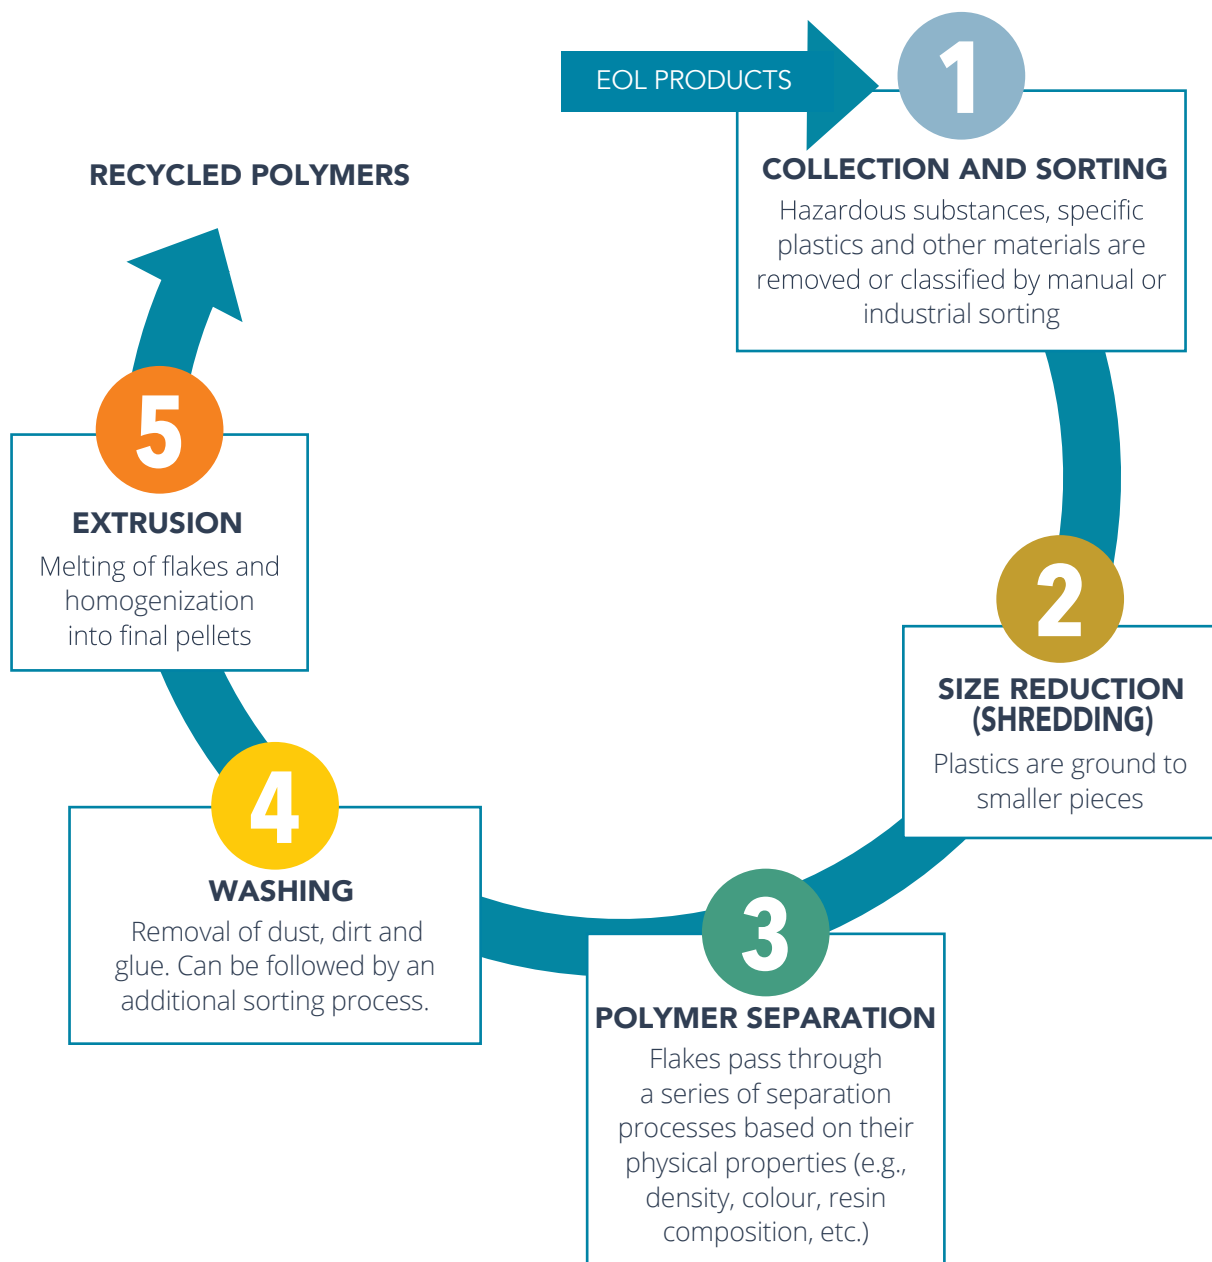 EOL PRODUCTS
1
COLLECTION AND SORTING
Hazardous substances, specific
plastics and other materials are
removed or classified by manual or
industrial sorting
2
SIZE REDUCTION
(SHREDDING)
Plastics are ground to
smaller pieces
3
POLYMER SEPARATION
Flakes pass through
a series of separation
processes based on their
physical properties (e.g.,
density, colour, resin
composition, etc.)
4
WASHING
Removal of dust, dirt and
glue. Can be followed by an
additional sorting process.
5
EXTRUSION
Melting of flakes and
homogenization
into final pellets
RECYCLED POLYMERS